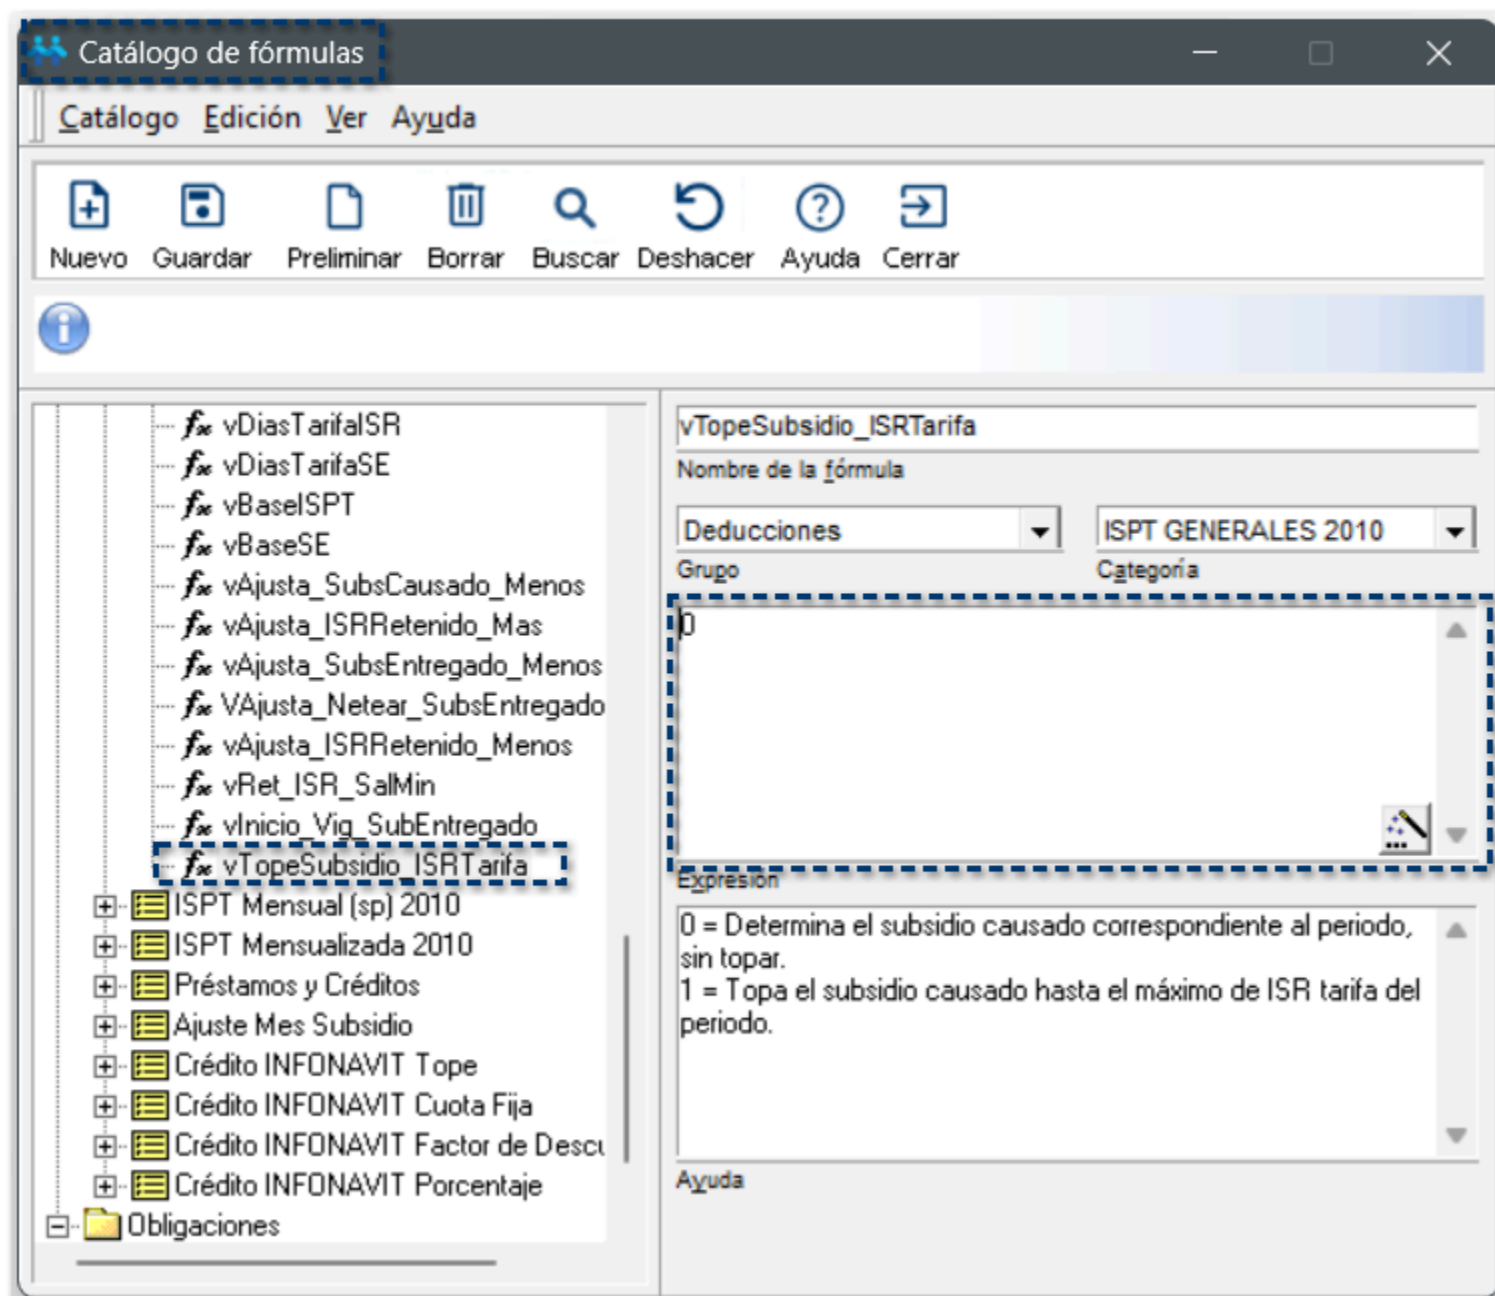 Catálogo de fórmulas
Catálogo Edición Ver Ayuda
Nuevo Guardar Preliminar Borrar Buscar Deshacer Ayuda Cerrar
vDiasTarifaISR
vDiasTarifaSE
vBaseISPT
vBaseSE
vAjusta_SubsCausado_Menos
vAjusta_ISRRetenido_Mas
vAjusta_SubsEntregado_Menos
VAjusta_Netear_SubsEntregado
vAjusta_ISRRetenido_Menos
vRet_ISR_SalMin
vInicio_Vig_SubEntregado
vTopeSubsidio_ISRTarifa
ISPT Mensual (sp) 2010
ISPT Mensualizada 2010
Préstamos y Créditos
Ajuste Mes Subsidio
Crédito INFONAVIT Tope
Crédito INFONAVIT Cuota Fija
Crédito INFONAVIT Factor de Descu
Crédito INFONAVIT Porcentaje
Obligaciones
vTopeSubsidio_ISRTarifa
Nombre de la fórmula
Deducciones ISPT GENERALES 2010
Grupo Categoría
0
Expresión
0 = Determina el subsidio causado correspondiente al periodo,
sin topar.
1 = Topa el subsidio causado hasta el máximo de ISR tarifa del
periodo.
Ayuda